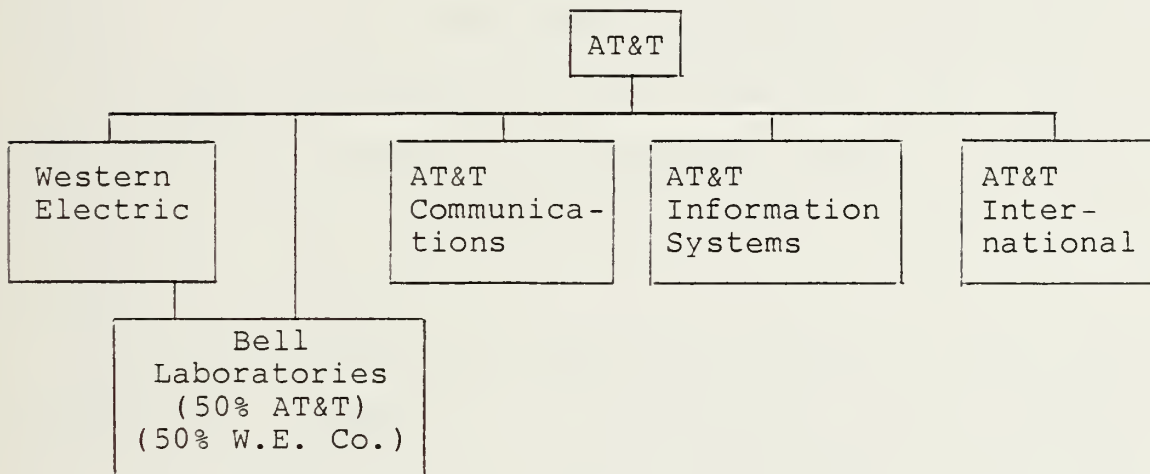 AT&T
Western
Electric
AT&T
Communica-
tions
AT&T
Information
Systems
AT&T
Inter-
national
Bell
Laboratories
(50% AT&T)
(50% W.E. Co.)